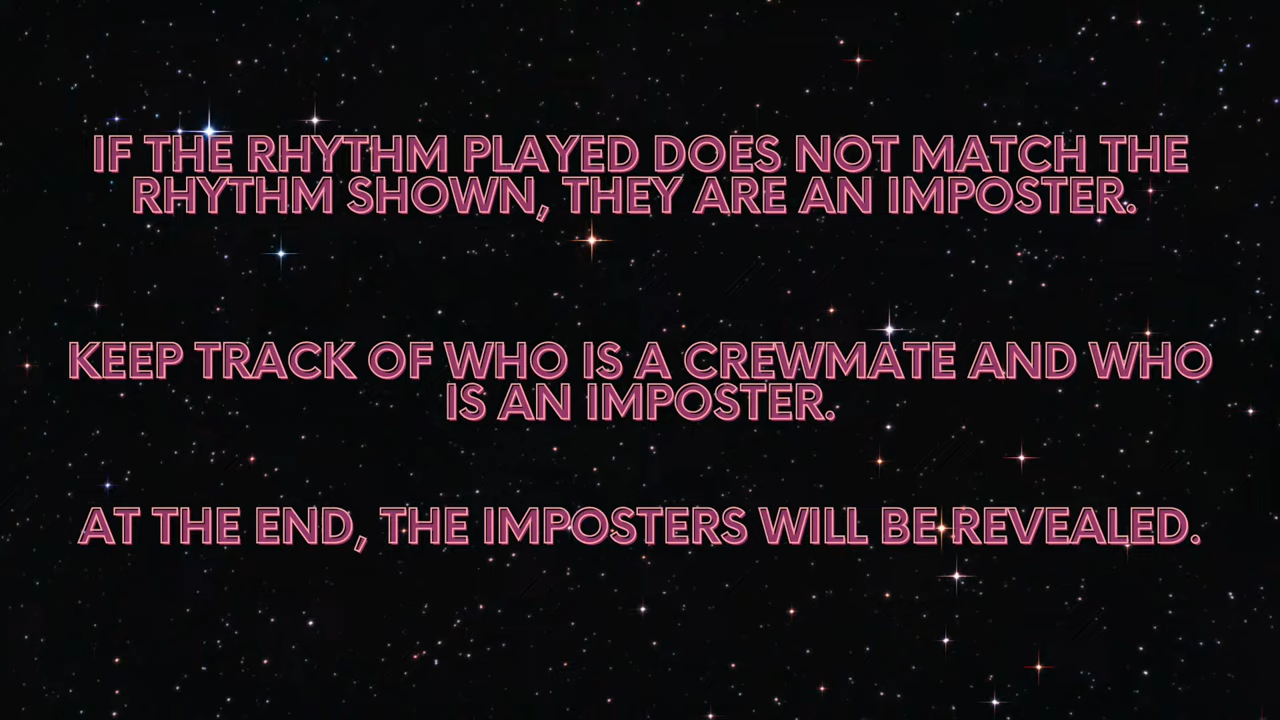 IF THE RHYTHM PLAYED DOES NOT MATCH THE
RHYTHM SHOWN, THEY ARE AN IMPOSTER.
KEEP TRACK OF WHO IS A CREWMATE AND WHO
IS AN IMPOSTER.
AT THE END, THE IMPOSTERS WILL BE REVEALED.